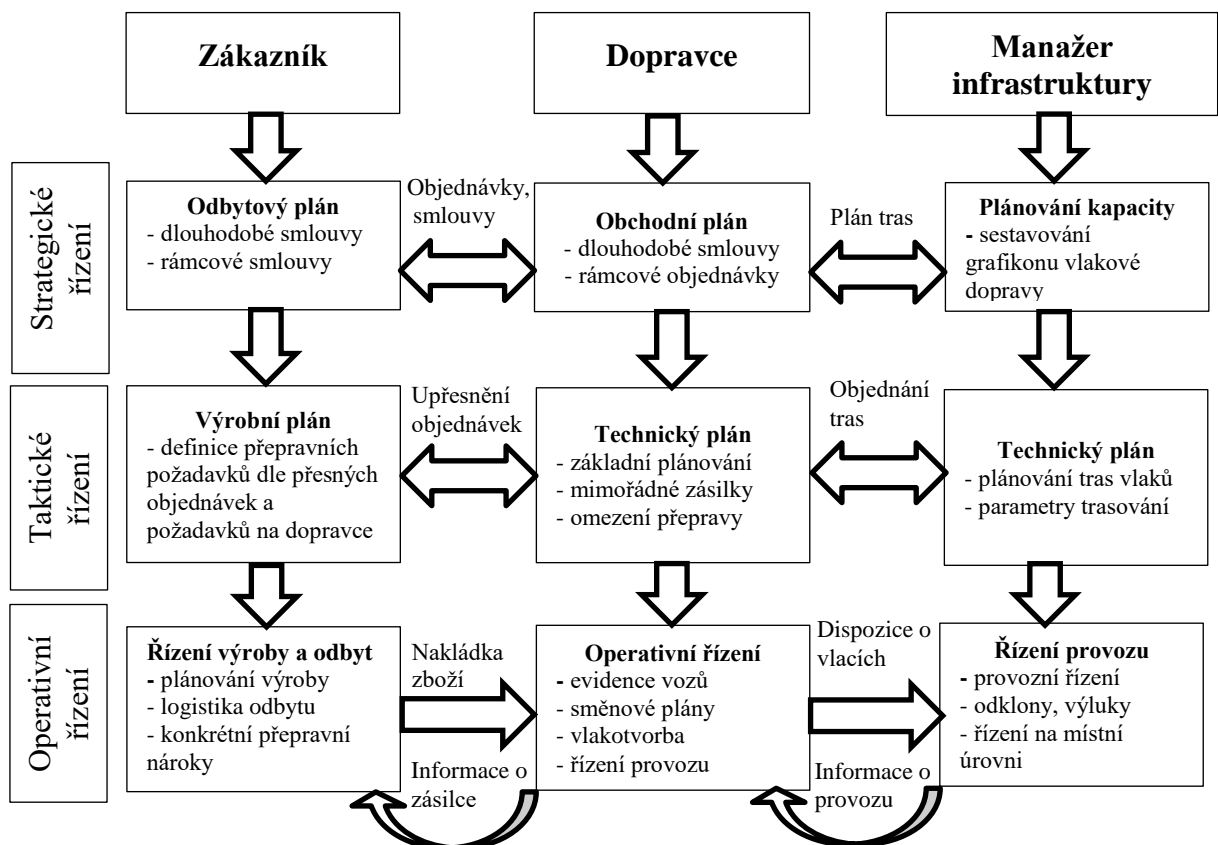 Zákazník
Dopravce
Manažer
infrastruktury
Strategické
řízení
Odbytový plán
- dlouhodobé smlouvy
- rámcové smlouvy
Objednávky,
smlouvy
Obchodní plán
- dlouhodobé smlouvy
- rámcové objednávky
Plán tras
Plánování kapacity
- sestavování
grafikonu vlakové
dopravy
Taktické
řízení
Výrobní plán
- definice přepravních
požadavků dle přesných
objednávek a
požadavků na dopravce
Upřesnění
objednávek
Technický plán
- základní plánování
- mimořádné zásilky
- omezení přepravy
Objednání
tras
Technický plán
- plánování tras vlaků
- parametry trasování
Operativní
řízení
Řízení výroby a odbyt
- plánování výroby
- logistika odbytu
- konkrétní přepravní
nároky
Nakládka
zboží
Informace o
zásilce
Operativní řízení
- evidence vozů
- směnové plány
- vlakotvorba
- řízení provozu
Dispozice o
vlacích
Informace o
provozu
Řízení provozu
- provozní řízení
- odklony, výluky
- řízení na místní
úrovni